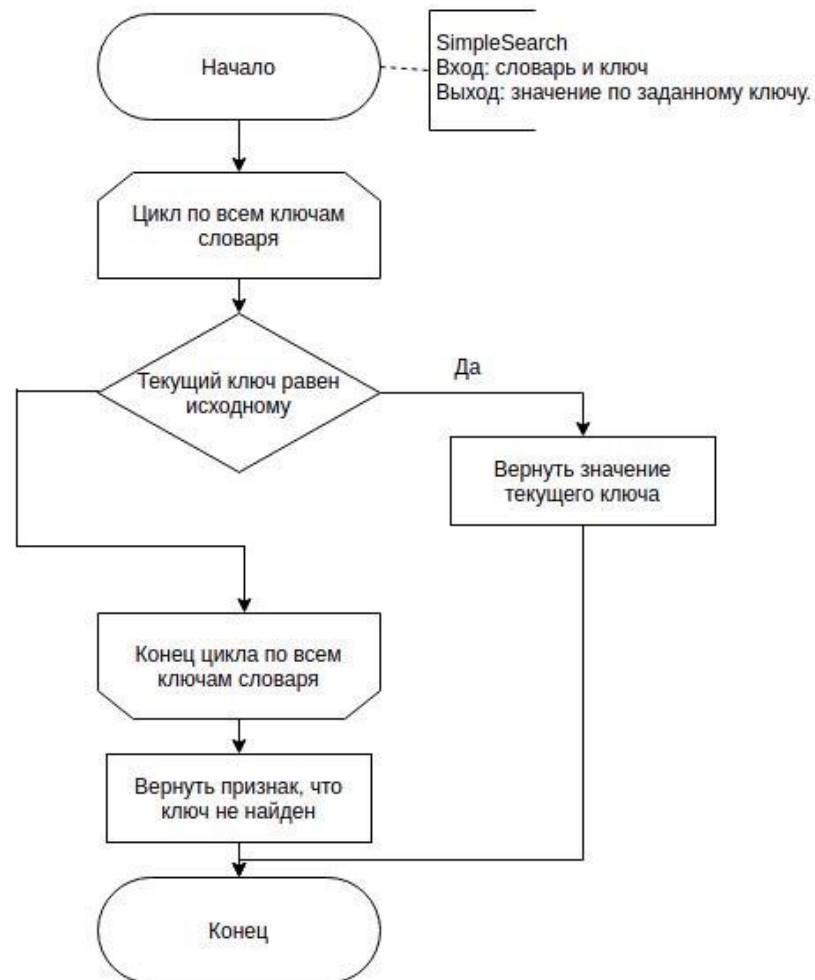 Начало
SimpleSearch
Вход: словарь и ключ
Выход: значение по заданному ключу.
Цикл по всем ключам
словаря
Текущий ключ равен
исходному
Да
Вернуть значение
текущего ключа
Конец цикла по всем
ключам словаря
Вернуть признак, что
ключ не найден
Конец